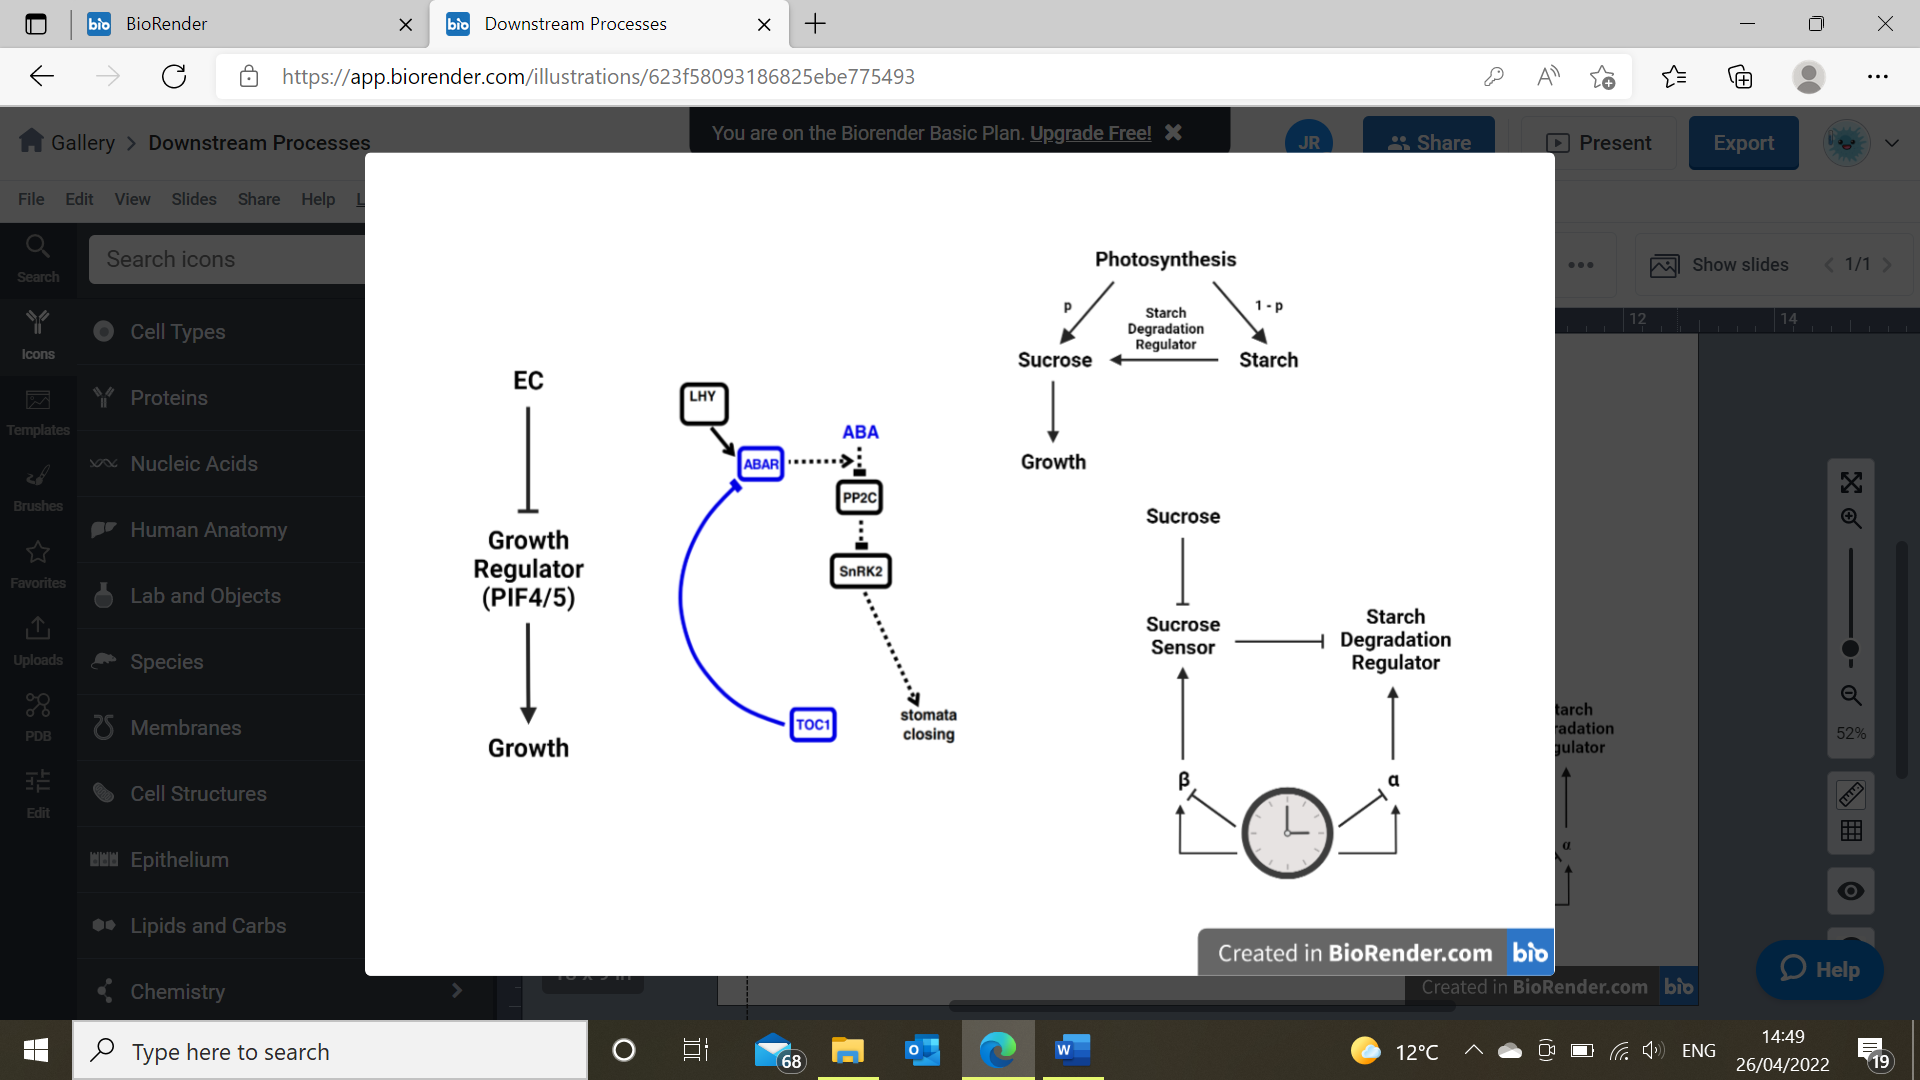 BioRender
Downstream Processes
https://app.biorender.com/illustrations/623f58093186825ebe775493
Gallery > Downstream Processes
You are on the Biorender Basic Plan. Upgrade Free!
JR
Share
Present
Export
File Edit View Slides Share Help
Search
Search icons
Show slides
1/1
Icons
Cell Types
12
14
Templates
Proteins
Nucleic Acids
Brushes
Human Anatomy
Favorites
Lab and Objects
Uploads
Species
PDB
Membranes
Edit
Cell Structures
Epithelium
Lipids and Carbs
Chemistry
EC
Growth
Regulator
(PIF4/5)
Growth
LHY
ABAR
ABA
PP2C
SnRK2
TOC1
stomata
closing
Photosynthesis
p
1 - p
Starch
Degradation
Regulator
Sucrose
Starch
Growth
Sucrose
Sucrose
Sensor
Starch
Degradation
Regulator
β
α
Created in BioRender.com bio
52%
α
Created in BioRender.com bio
Help
Type here to search
68
12°C
ENG
14:49
26/04/2022
19